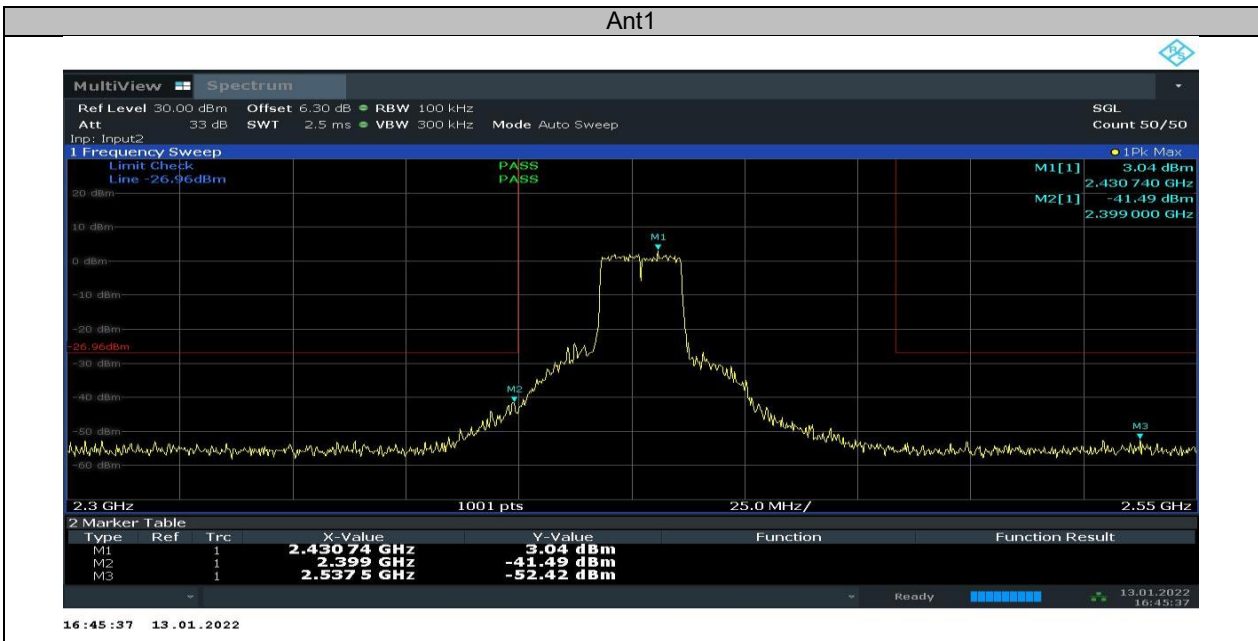 Ant1
MultiView Spectrum
Ref Level 30.00 dBm Offset 6.30 dB RBW 100 kHz SGL
Att 33 dB SWT 2.5 ms VBW 300 kHz Mode Auto Sweep Count 50/50
Inp: Input2
1 Frequency Sweep 1Pk Max
Limit Check PASS M1[1] 3.04 dBm
Line -26.96dBm PASS 2.430 740 GHz
20 dBm M2[1] -41.49 dBm
2.399 000 GHz
10 dBm
M1
0 dBm
-10 dBm
-20 dBm
-26.96dBm
-30 dBm
M2
-40 dBm
-50 dBm M3
-60 dBm
2.3 GHz 1001 pts 25.0 MHz/ 2.55 GHz
2 Marker Table
Type Ref Trc X-Value Y-Value Function Function Result
M1 1 2.430 74 GHz 3.04 dBm
M2 1 2.399 GHz -41.49 dBm
M3 1 2.537 5 GHz -52.42 dBm
Ready 13.01.2022
16:45:37
16:45:37 13.01.2022